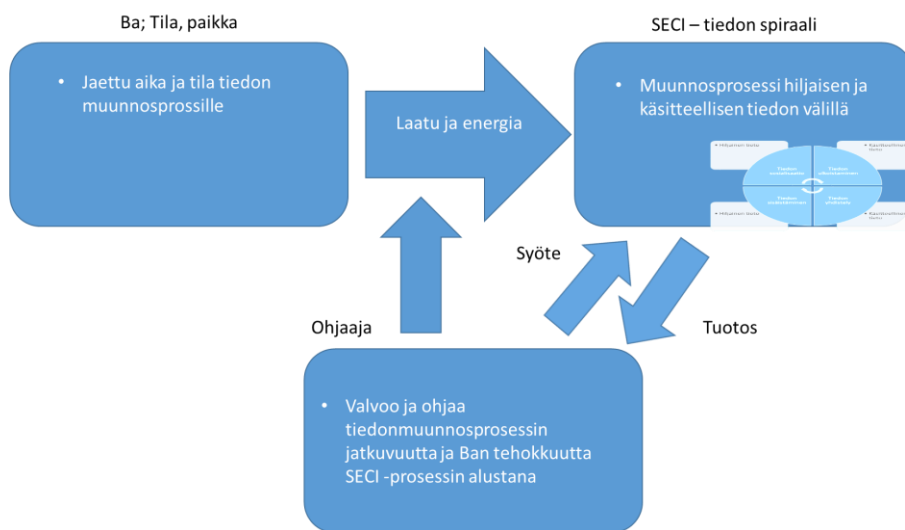 Ba; Tila, paikka
• Jaettu aika ja tila tiedon
muunnosprossille
Laatu ja energia
SECI – tiedon spiraali
• Muunnosprosessi hiljaisen ja
käsitteellisen tiedon välillä
Syöte
Tuotos
Ohjaaja
• Valvoo ja ohjaa
tiedonmuunnosprosessin
jatkuvuutta ja Ban tehokkuutta
SECI -prosessin alustana